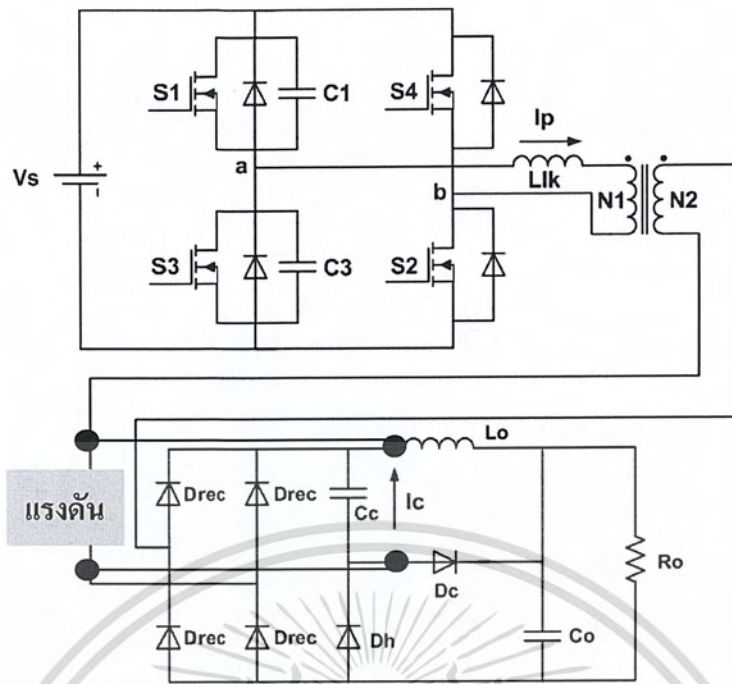 S1
C1
S4
Ip
Vs
+
-
a
Llk
b
N1
N2
S3
C3
S2
Lo
แรงดัน
Drec
Drec
Cc
Ic
Dc
Ro
Drec
Drec
Dh
Co